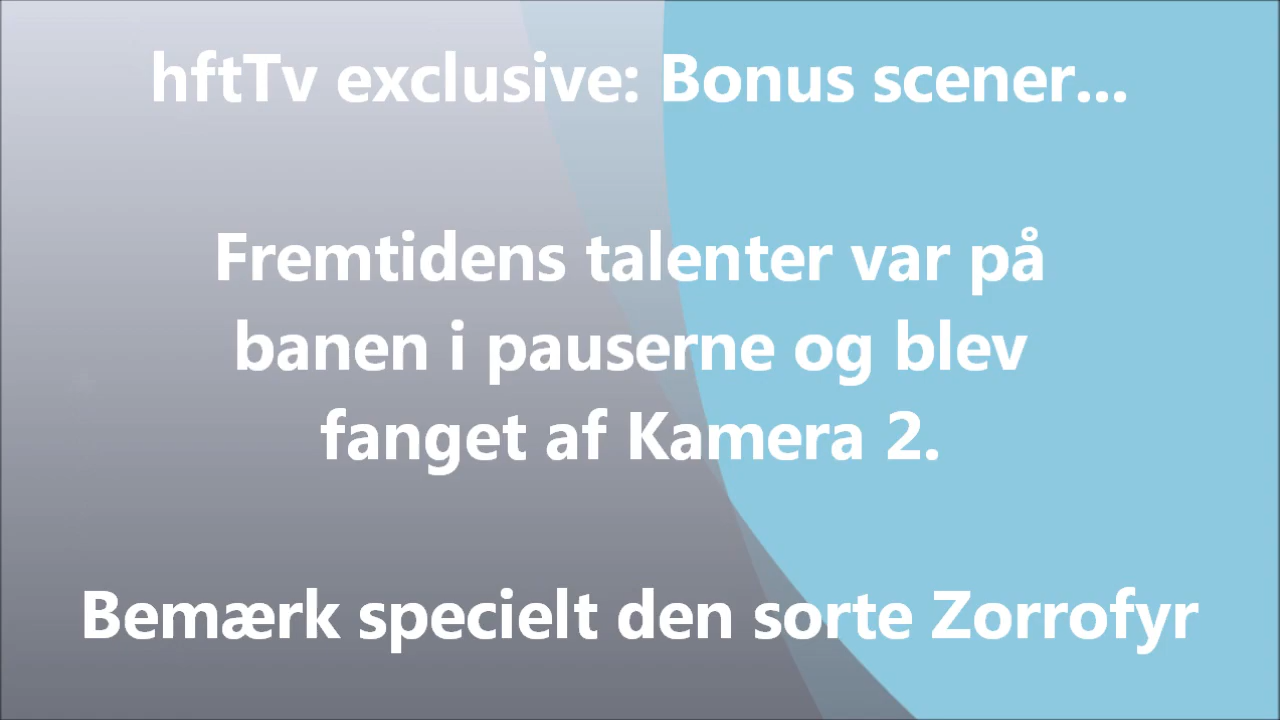 hftTv exclusive: Bonus scener...
Fremtidens talenter var på
banen i pauserne og blev
fanget af Kamera 2.
Bemærk specielt den sorte Zorrofyr